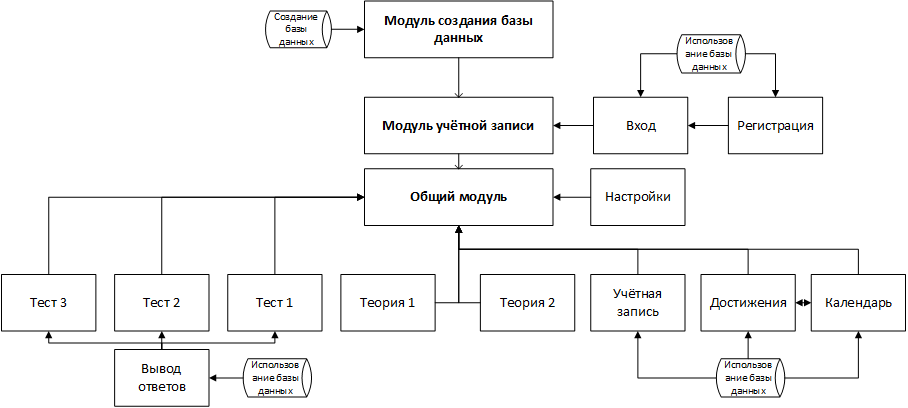 Создание
базы
данных
Модуль создания базы
данных
Использов
ание базы
данных
Модуль учётной записи
Вход
Регистрация
Общий модуль
Настройки
Тест 3
Тест 2
Тест 1
Теория 1
Теория 2
Учётная
запись
Достижения
Календарь
Вывод
ответов
Использов
ание базы
данных
Использов
ание базы
данных